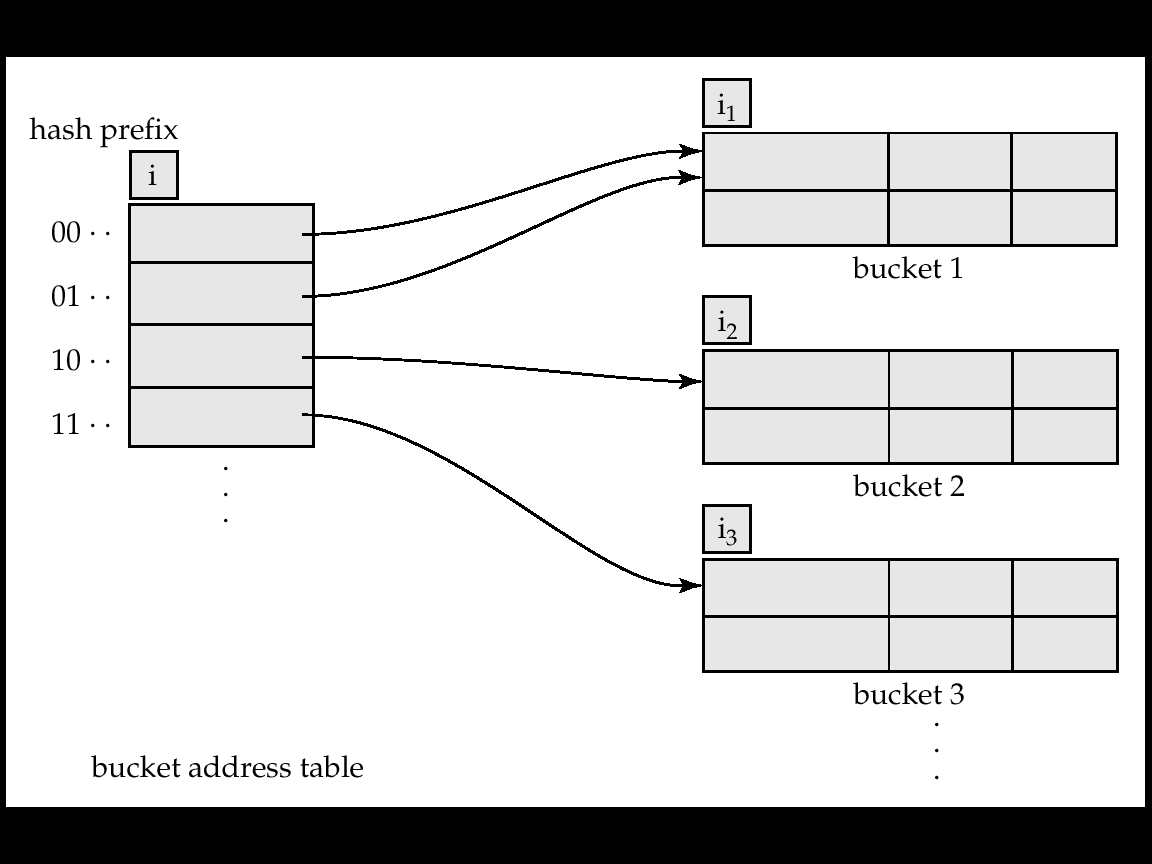 hash prefix
i
00 · ·
01 · ·
10 · ·
11 · ·
bucket address table
i₁
bucket 1
i₂
bucket 2
i₃
bucket 3